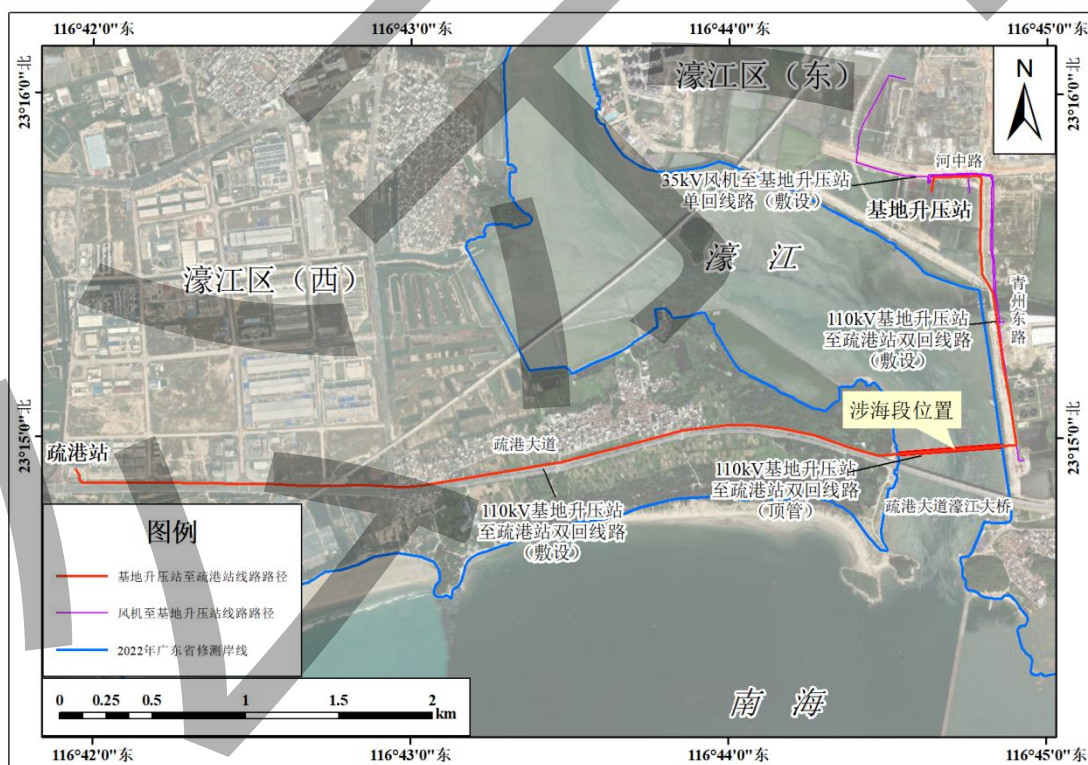 116°42'0"东
116°43'0"东
116°44'0"东
116°45'0"东
23°16'0"北
23°16'0"北
N
濠江区（东）
河中路
35kV风机至基地升压站
单回线路（敷设）
基地升压站
濠 江
濠江区（西）
青州东路
110kV基地升压站
至疏港站双回线路
（敷设）
涉海段位置
23°15'0"北
23°15'0"北
疏港站
疏港大道
110kV基地升压站
至疏港站双回线路
（顶管）
疏港大道濠江大桥
110kV基地升压站
至疏港站双回线路
（敷设）
图例
基地升压站至疏港站线路路径
风机至基地升压站线路路径
2022年广东省修测岸线
0 0.25 0.5 1 1.5 2
km
南 海
116°42'0"东
116°43'0"东
116°44'0"东
116°45'0"东